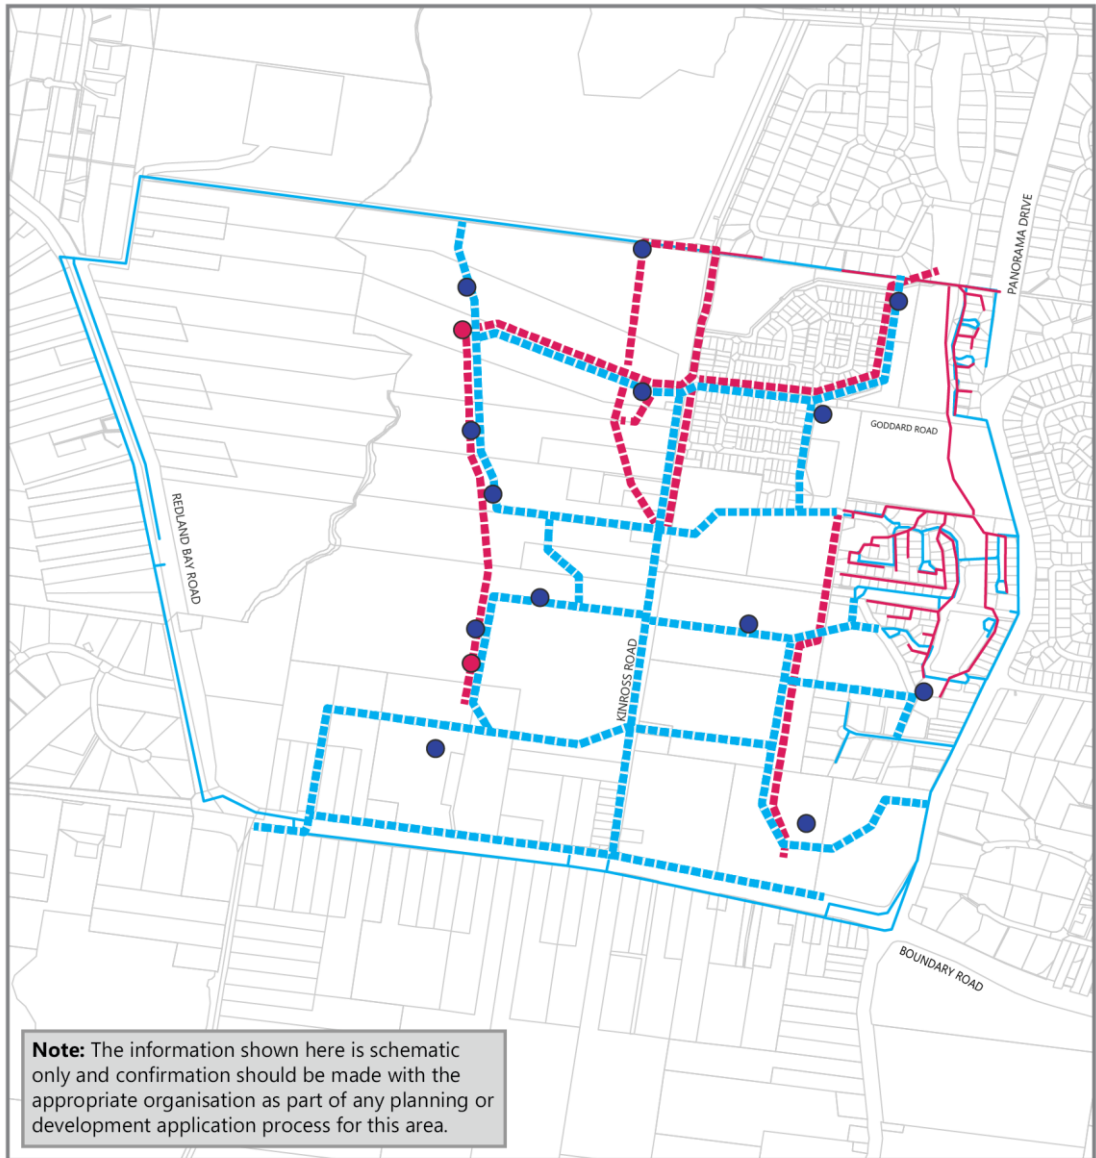 PANORAMA DRIVE
GODDARD ROAD
REDLAND BAY ROAD
KINROSS ROAD
BOUNDARY ROAD
Note: The information shown here is schematic
only and confirmation should be made with the
appropriate organisation as part of any planning or
development application process for this area.